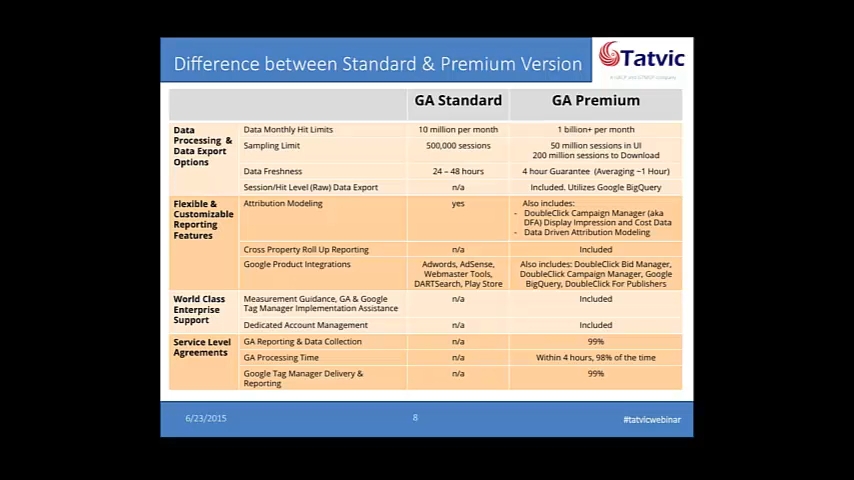 Difference between Standard & Premium Version
Tatvic
GA Standard
GA Premium
Data Processing & Data Export Options
Data Monthly Hit Limits
10 million per month
1 billion+ per month
Sampling Limit
500,000 sessions
50 million sessions in UI
200 million sessions to Download
Data Freshness
24 – 48 hours
4 hour Guarantee (Averaging ~1 Hour)
Session/Hit Level (Raw) Data Export
n/a
Included. Utilizes Google BigQuery
Flexible & Customizable Reporting Features
Attribution Modeling
yes
Also includes:
- DoubleClick Campaign Manager (aka
DFA) Display Impression and Cost Data
- Data Driven Attribution Modeling
Cross Property Roll Up Reporting
n/a
Included
Google Product Integrations
Adwords, AdSense,
Webmaster Tools,
DARTSearch, Play Store
Also includes: DoubleClick Bid Manager,
DoubleClick Campaign Manager, Google
BigQuery, DoubleClick For Publishers
World Class Enterprise Support
Measurement Guidance, GA & Google
Tag Manager Implementation Assistance
n/a
Included
Dedicated Account Management
n/a
Included
Service Level Agreements
GA Reporting & Data Collection
n/a
99%
GA Processing Time
n/a
Within 4 hours, 98% of the time
Google Tag Manager Delivery &
Reporting
n/a
99%
6/23/2015
8
#tatvicwebinar